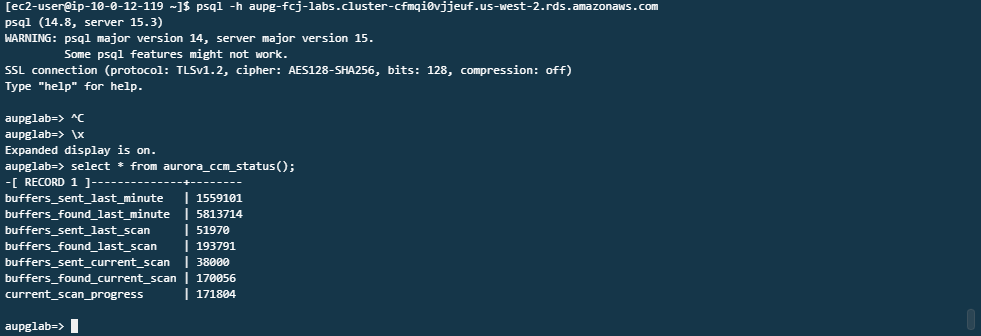 [ec2-user@ip-10-0-12-119 ~]$ psql -h aupg-fcj-labs.cluster-cfmqi0vjjeuf.us-west-2.rds.amazonaws.com
psql (14.8, server 15.3)
WARNING: psql major version 14, server major version 15.
         Some psql features might not work.
SSL connection (protocol: TLSv1.2, cipher: AES128-SHA256, bits: 128, compression: off)
Type "help" for help.

aupglab=> ^C
aupglab=> \x
Expanded display is on.
aupglab=> select * from aurora_ccm_status();
-[ RECORD 1 ]--------------+--------
buffers_sent_last_minute   | 1559101
buffers_found_last_minute  | 5813714
buffers_sent_last_scan     | 51970
buffers_found_last_scan    | 193791
buffers_sent_current_scan  | 38000
buffers_found_current_scan | 170056
current_scan_progress      | 171804

aupglab=>